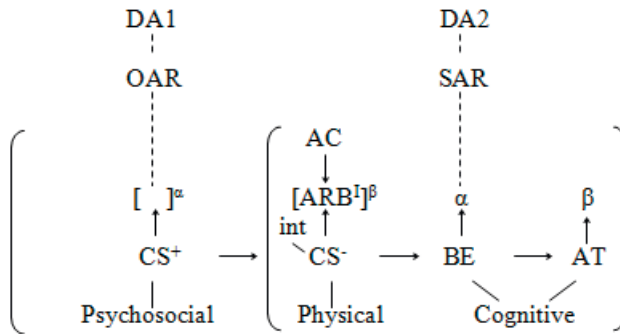 DA1 DA2
OAR SAR
AC
[ ]α [ARBI]β α β
int
CS+ CS- BE AT
Psychosocial Physical Cognitive